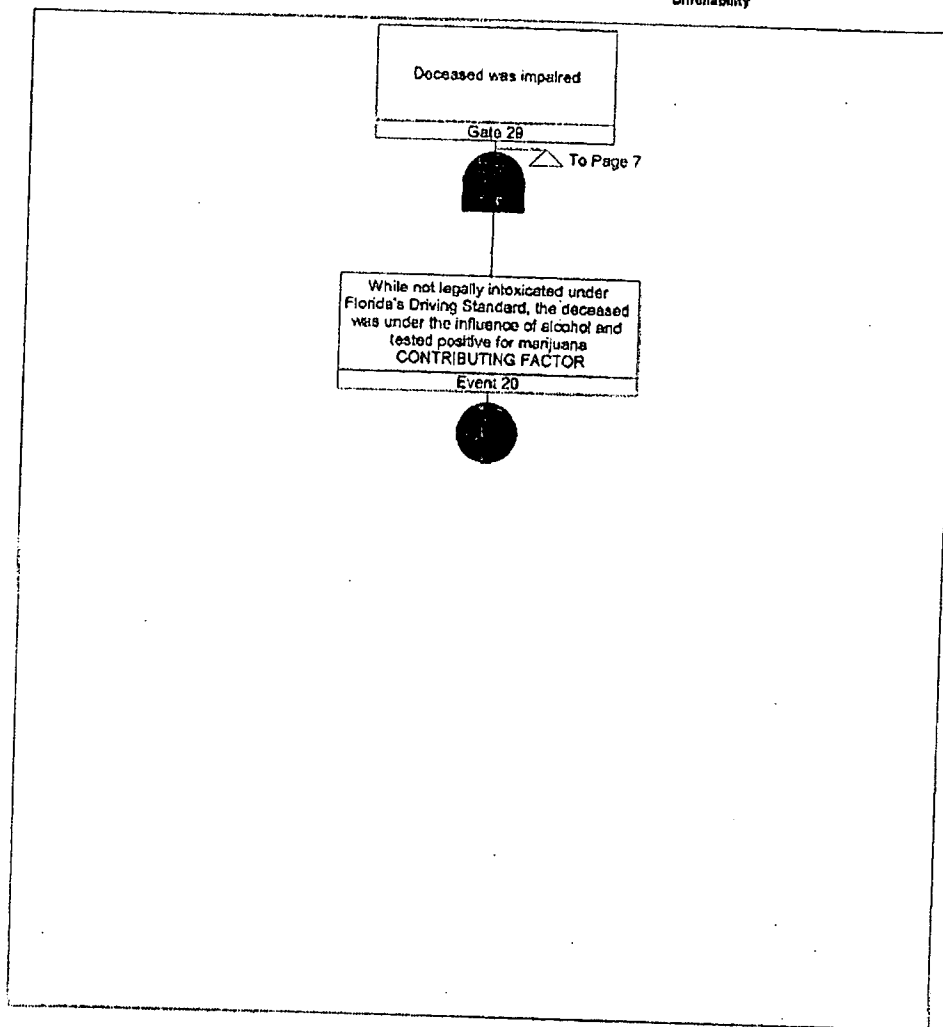 Deceased was impaired
Gate 29
To Page 7
While not legally intoxicated under
Florida's Driving Standard, the deceased
was under the influence of alcohol and
tested positive for marijuana
CONTRIBUTING FACTOR
Event 20